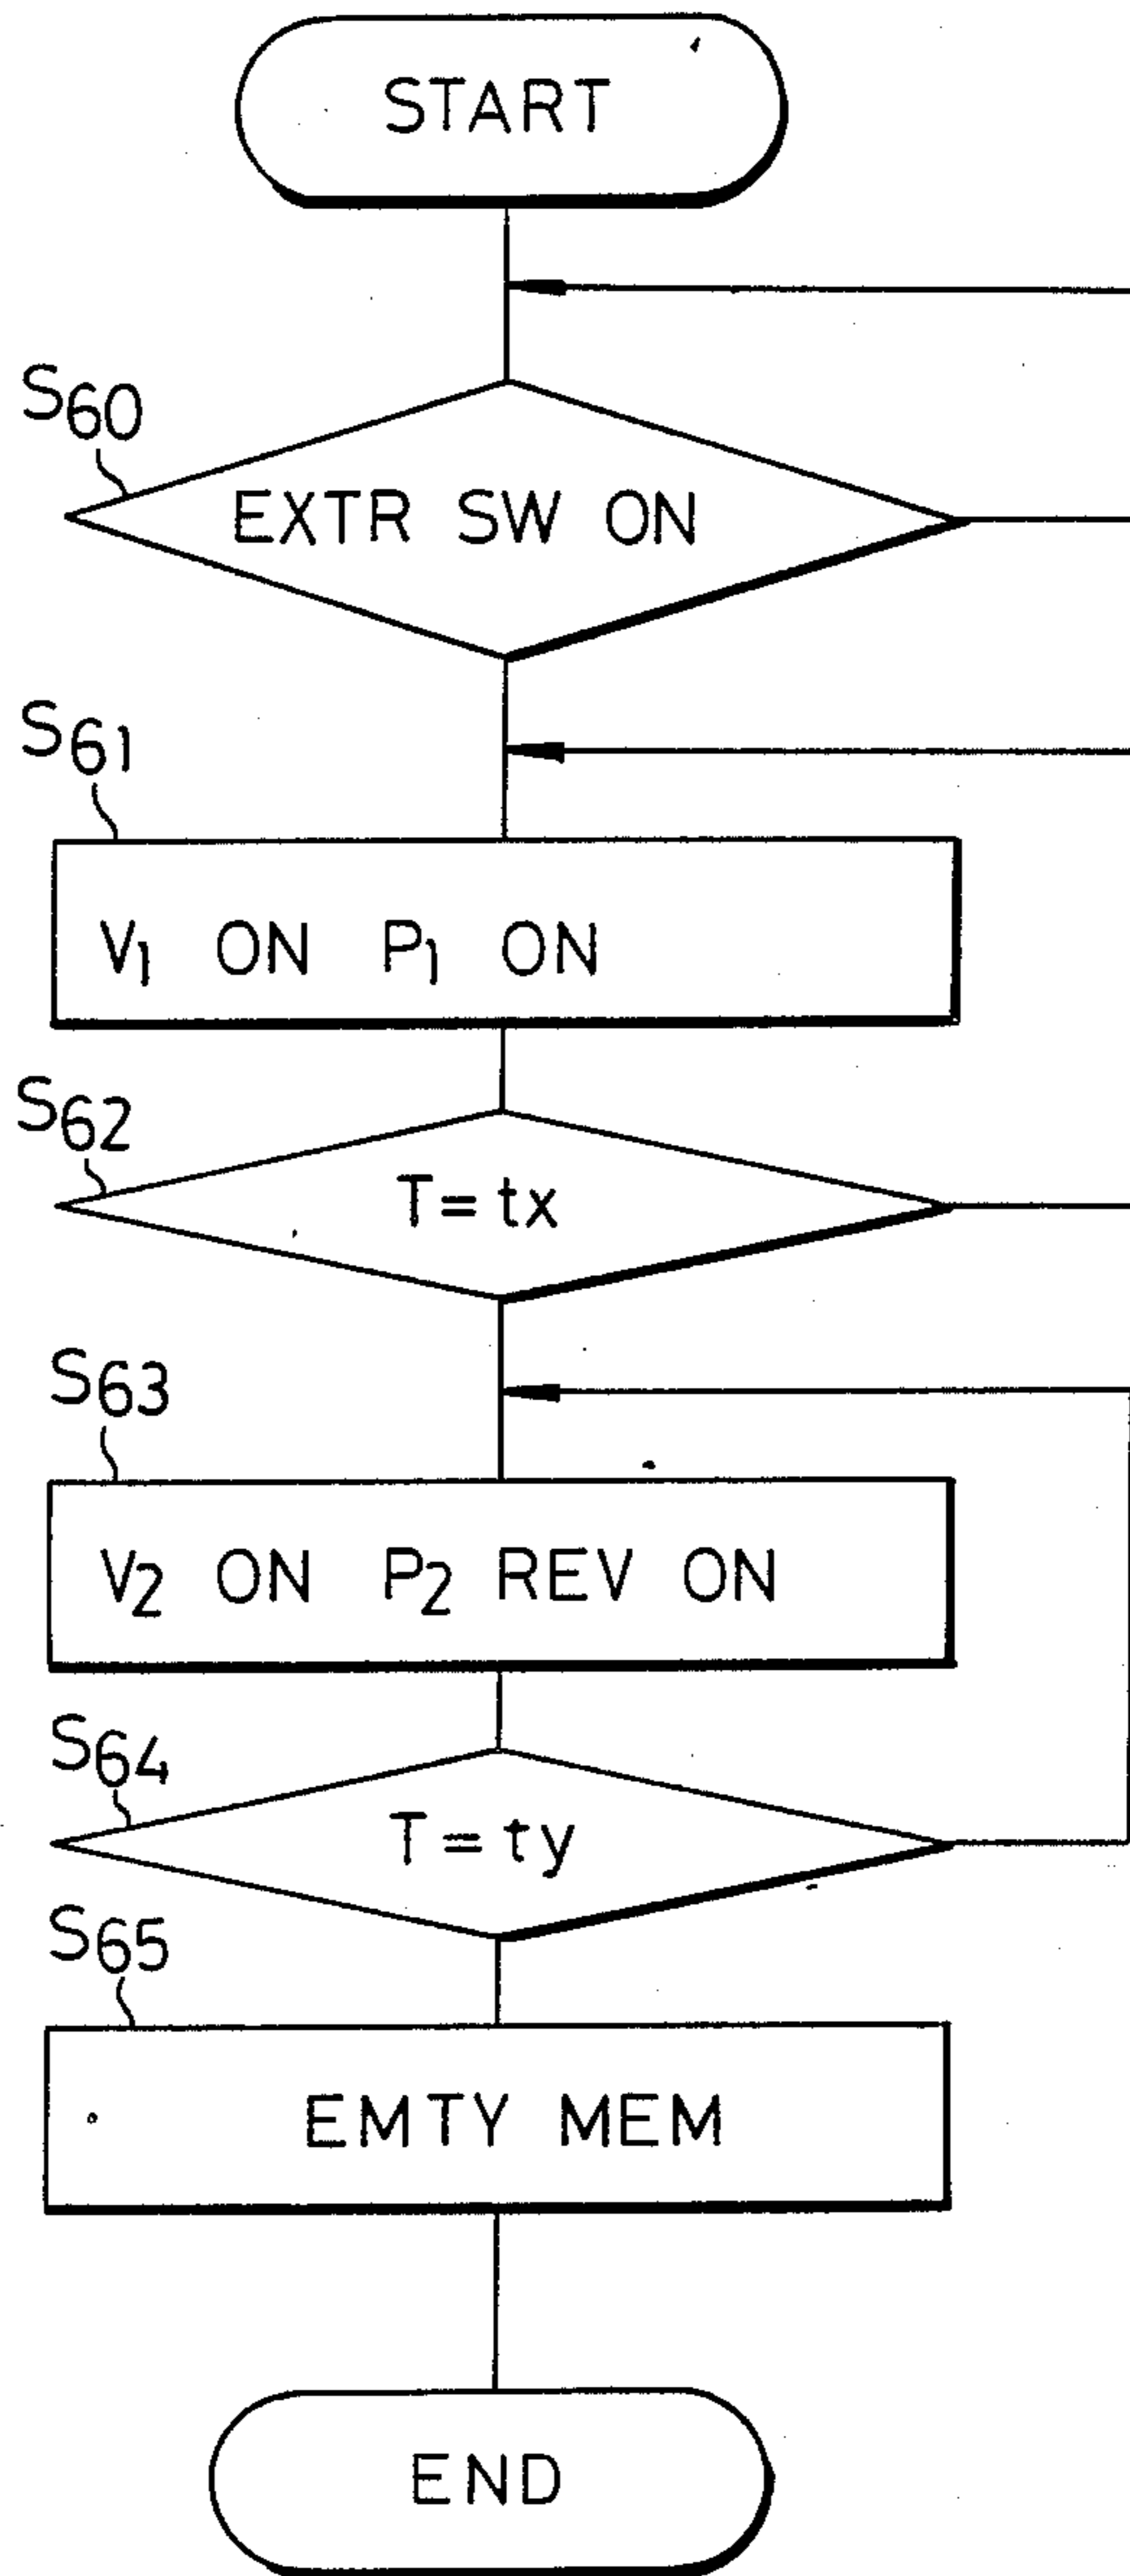 START
S60
EXTR SW ON
S61
V1 ON P1 ON
S62
T=tx
S63
V2 ON P2 REV ON
S64
T=ty
S65
EMTY MEM
END